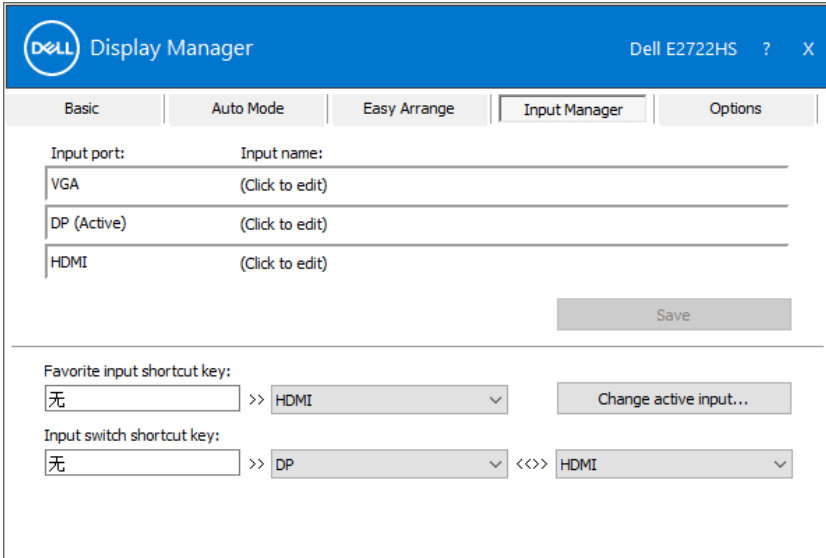 DELL Display Manager Dell E2722HS ? X
Basic Auto Mode Easy Arrange Input Manager Options
Input port: Input name:
VGA (Click to edit)
DP (Active) (Click to edit)
HDMI (Click to edit)
Save
Favorite input shortcut key:
无 >> HDMI Change active input...
Input switch shortcut key:
无 >> DP <<>> HDMI